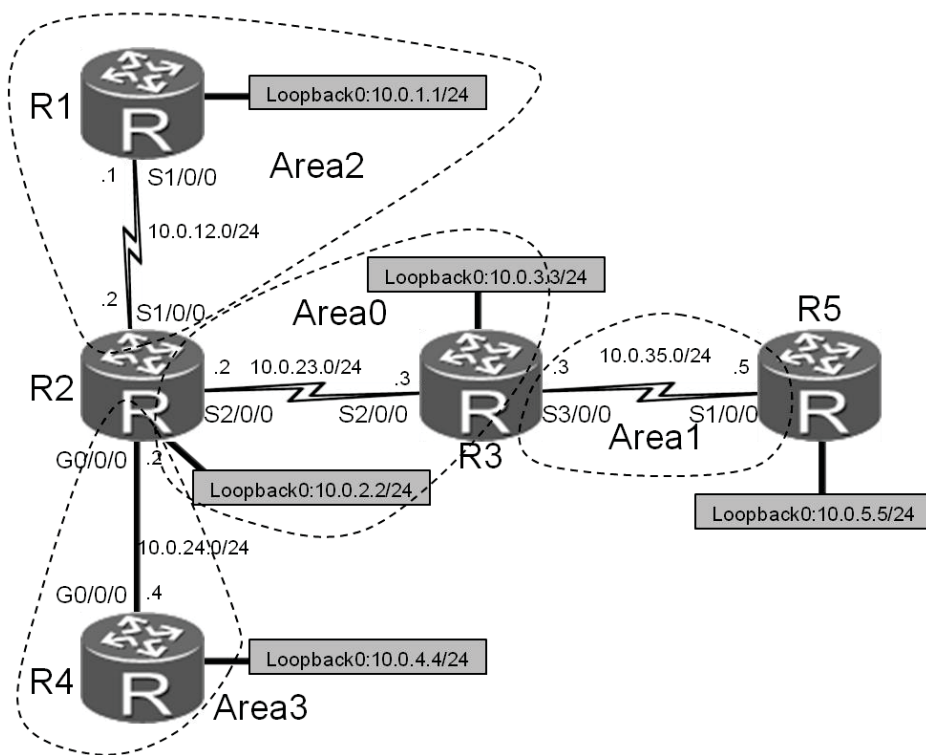 Loopback0:10.0.1.1/24
R1
R
Area2
.1
S1/0/0
10.0.12.0/24
.2
S1/0/0
Loopback0:10.0.3.3/24
Area0
R5
R2
R
.2
10.0.23.0/24
.3
S2/0/0
S2/0/0
R
R3
.3
10.0.35.0/24
.5
S3/0/0
S1/0/0
Area1
R
G0/0/0
.2
Loopback0:10.0.2.2/24
Loopback0:10.0.5.5/24
10.0.24.0/24
G0/0/0
.4
R4
R
Loopback0:10.0.4.4/24
Area3